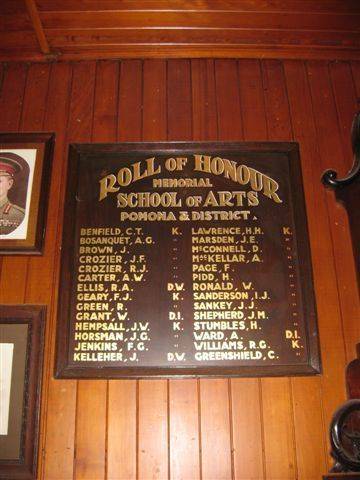 ROLL OF HONOUR
MEMORIAL
SCHOOL OF ARTS
POMONA & DISTRICT
BENFIELD, C.T. K.
BOSANQUET, A.G. "
BROWN, J. "
CROZIER, J.F. "
CROZIER, R.J. "
CARTER, A.W. "
ELLIS, R.A. D.W.
GEARY, F.J. K.
GREEN, R. "
GRANT, W. D.I.
HEMPSALL, J.W. K.
HORSMAN, J.G. "
JENKINS, F.G. "
KELLEHER, J. D.W.
LAWRENCE, H.H. K.
MARSDEN, J.E. "
McCONNELL, D. "
MacKELLAR, A. "
PAGE, F. "
PIDD, H. "
RONALD, W. "
SANDERSON, I.J. "
SANKEY, J.J. "
SHEPHERD, J.M. "
STUMBLES, H. "
WARD, A. D.I.
WILLIAMS, R.G. K.
GREENSHIELD, C. "